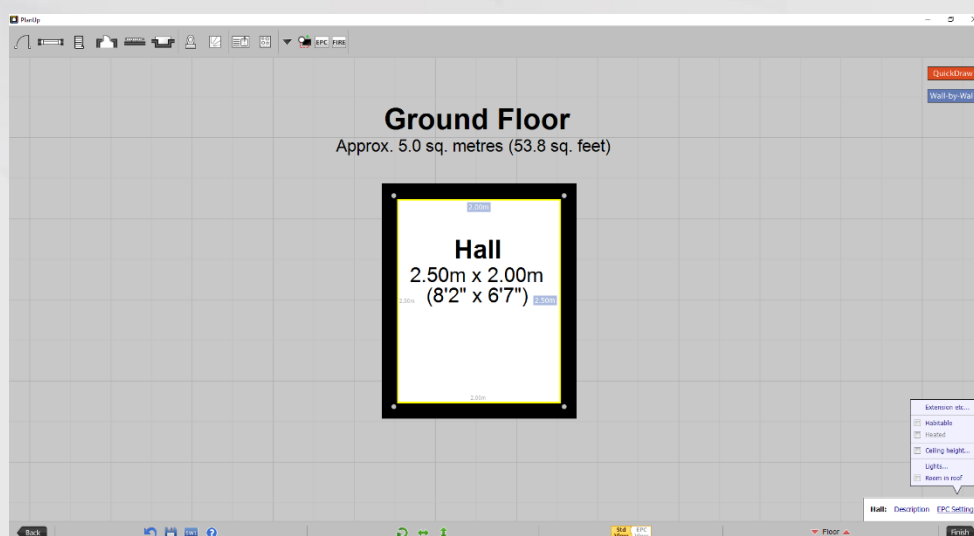 PlanUp
EPC FIRE
QuickDraw
Wall-by-Wal
Ground Floor
Approx. 5.0 sq. metres (53.8 sq. feet)
2.00m
Hall
2.50m x 2.00m
(8'2" x 6'7") 2.50m
Extension etc...
Habitable
Heated
Ceiling height...
Lights...
Room in roof
Hall: Description EPC Setting
Back
TWT
?
Std EPC
View
Floor
Finish